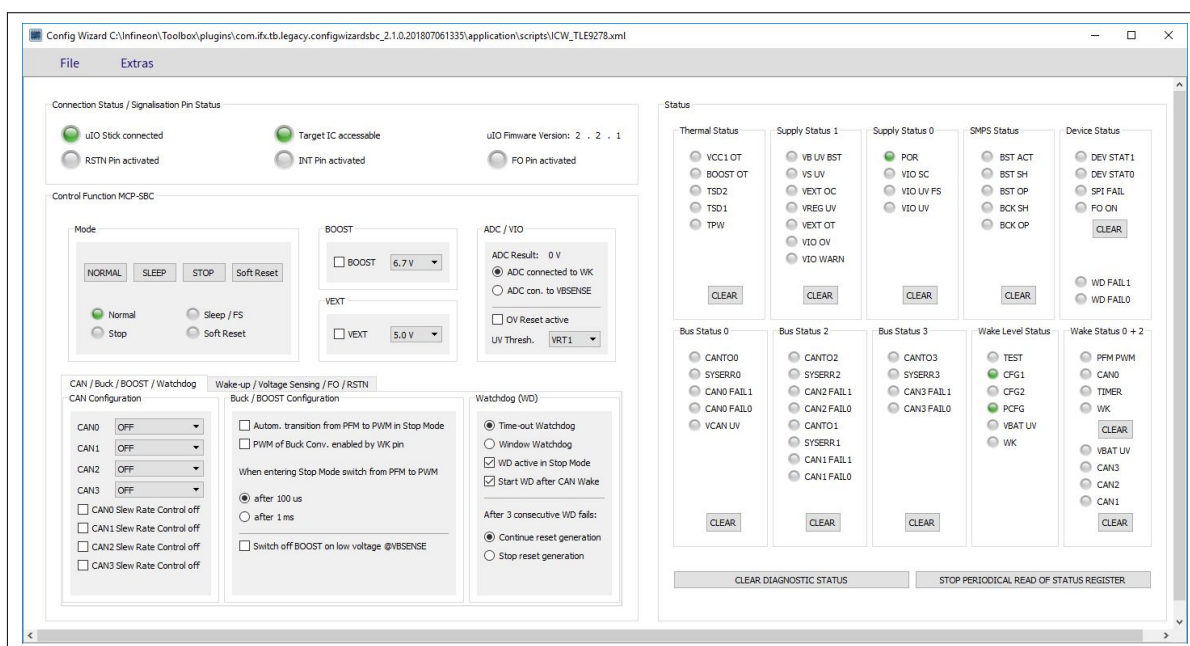 Config Wizard C:\Infineon\Toolbox\plugins\com.ifx.tb.legacy.configwizardsbc_2.1.0.201807061335\application\scripts\ICW_TLE9278.xml
File Extras
Connection Status / Signalisation Pin Status
uIO Stick connected
Target IC accessable
uIO Fimware Version: 2 . 2 . 1
RSTN Pin activated
INT Pin activated
FO Pin activated
Control Function MCP-SBC
Mode
NORMAL SLEEP STOP Soft Reset
Normal Sleep / FS
Stop Soft Reset
BOOST
BOOST 6.7 V
VEXT
VEXT 5.0 V
ADC / VIO
ADC Result: 0 V
ADC connected to WK
ADC con. to VBSENSE
OV Reset active
UV Thresh. VRT1
CAN / Buck / BOOST / Watchdog
Wake-up / Voltage Sensing / FO / RSTN
CAN Configuration
CAN0 OFF
CAN1 OFF
CAN2 OFF
CAN3 OFF
CAN0 Slew Rate Control off
CAN1 Slew Rate Control off
CAN2 Slew Rate Control off
CAN3 Slew Rate Control off
Buck / BOOST Configuration
Autom. transition from PFM to PWM in Stop Mode
PWM of Buck Conv. enabled by WK pin
When entering Stop Mode switch from PFM to PWM
after 100 us
after 1 ms
Switch off BOOST on low voltage @VBSENSE
Watchdog (WD)
Time-out Watchdog
Window Watchdog
WD active in Stop Mode
Start WD after CAN Wake
After 3 consecutive WD fails:
Continue reset generation
Stop reset generation
Status
Thermal Status
VCC1 OT
BOOST OT
TSD2
TSD1
TPW
CLEAR
Supply Status 1
VB UV BST
VS UV
VEXT OC
VREG UV
VEXT OT
VIO OV
VIO WARN
CLEAR
Supply Status 0
POR
VIO SC
VIO UV FS
VIO UV
CLEAR
SMPS Status
BST ACT
BST SH
BST OP
BCK SH
BCK OP
CLEAR
Device Status
DEV STAT1
DEV STAT0
SPI FAIL
FO ON
CLEAR
WD FAIL1
WD FAIL0
Bus Status 0
CANTO0
SYSERR0
CAN0 FAIL1
CAN0 FAIL0
VCAN UV
CLEAR
Bus Status 2
CANTO2
SYSERR2
CAN2 FAIL1
CAN2 FAIL0
CANTO1
SYSERR1
CAN1 FAIL1
CAN1 FAIL0
CLEAR
Bus Status 3
CANTO3
SYSERR3
CAN3 FAIL1
CAN3 FAIL0
CLEAR
Wake Level Status
TEST
CFG1
CFG2
PCFG
VBAT UV
WK
Wake Status 0 + 2
PFM PWM
CAN0
TIMER
WK
CLEAR
VBAT UV
CAN3
CAN2
CAN1
CLEAR
CLEAR DIAGNOSTIC STATUS
STOP PERIODICAL READ OF STATUS REGISTER